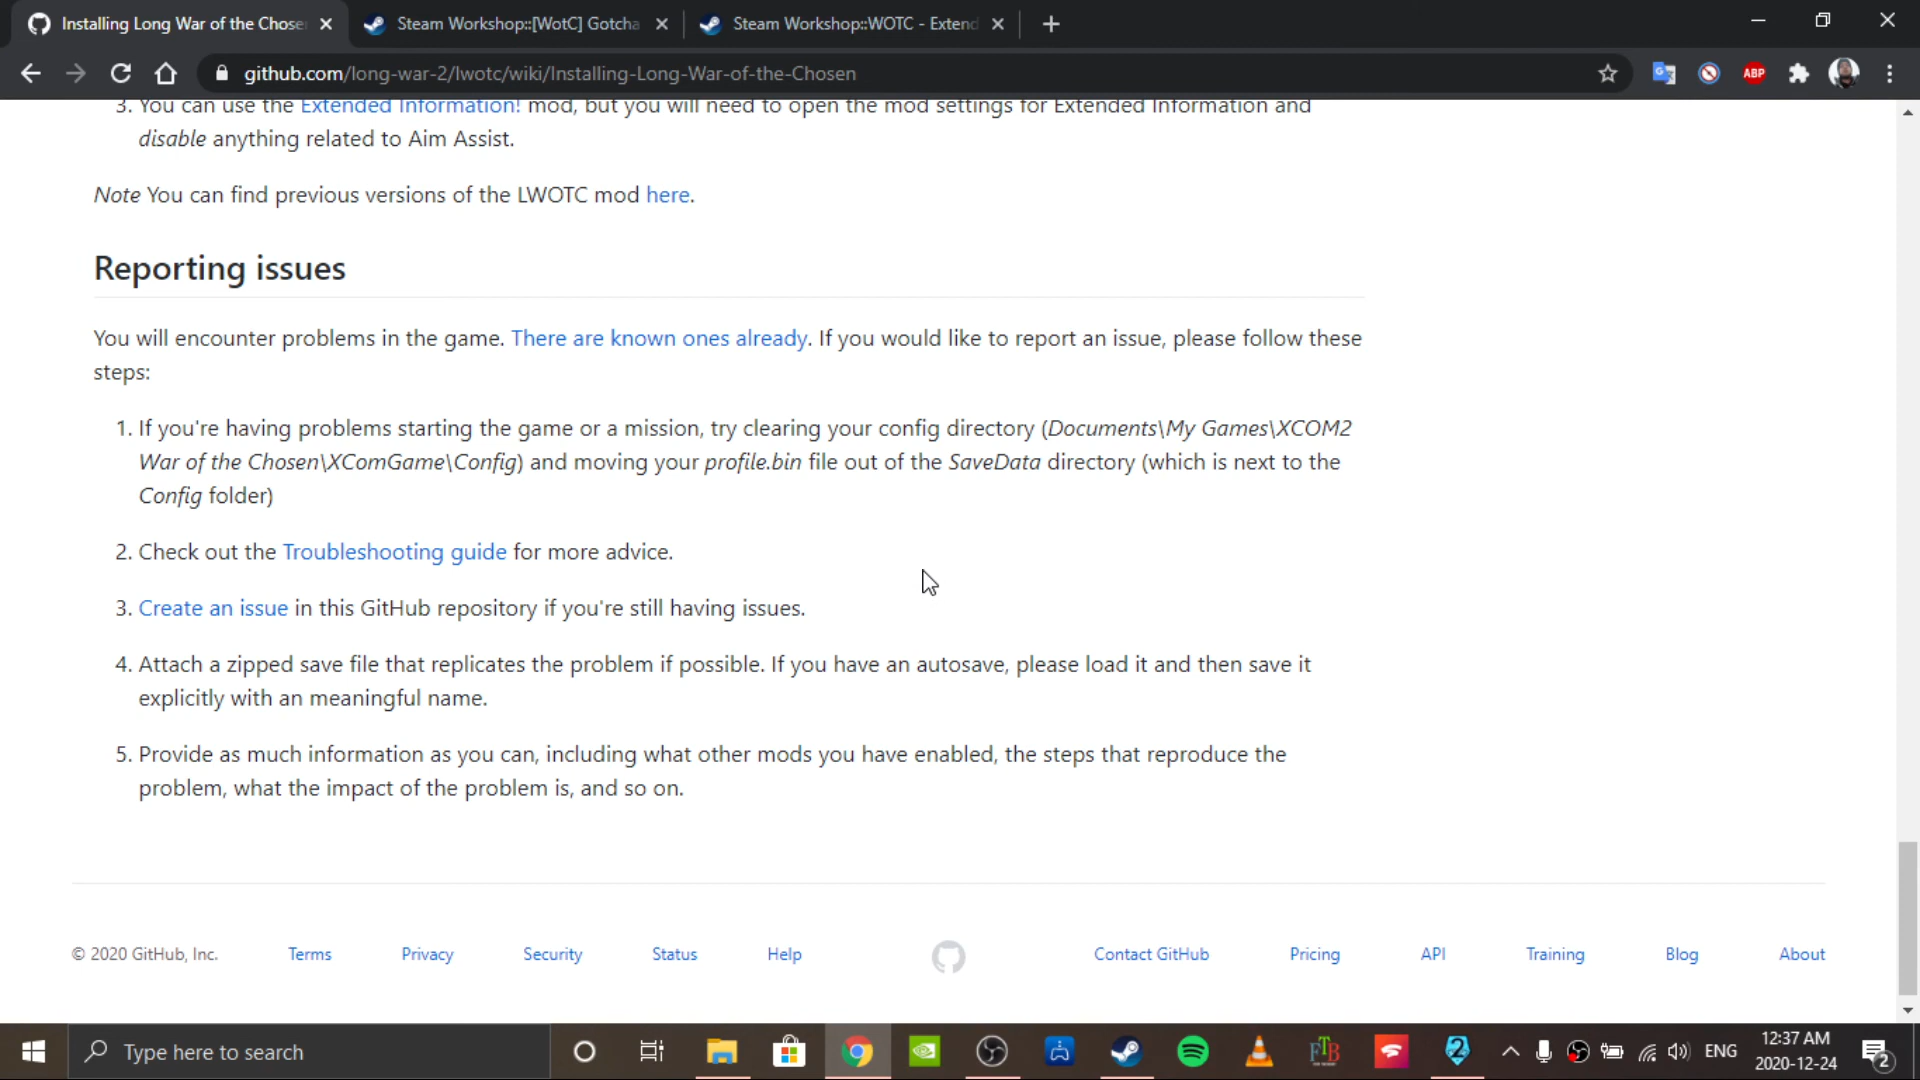 Installing Long War of the Chose
Steam Workshop::[WotC] Gotcha
Steam Workshop::WOTC - Extend
github.com/long-war-2/lwotc/wiki/Installing-Long-War-of-the-Chosen
ABP
3. You can use the Extended Information! mod, but you will need to open the mod settings for Extended Information and
disable anything related to Aim Assist.
Note You can find previous versions of the LWOTC mod here.
Reporting issues
You will encounter problems in the game. There are known ones already. If you would like to report an issue, please follow these
steps:
1. If you're having problems starting the game or a mission, try clearing your config directory (Documents\My Games\XCOM2
War of the Chosen\XComGame\Config) and moving your profile.bin file out of the SaveData directory (which is next to the
Config folder)
2. Check out the Troubleshooting guide for more advice.
3. Create an issue in this GitHub repository if you're still having issues.
4. Attach a zipped save file that replicates the problem if possible. If you have an autosave, please load it and then save it
explicitly with an meaningful name.
5. Provide as much information as you can, including what other mods you have enabled, the steps that reproduce the
problem, what the impact of the problem is, and so on.
© 2020 GitHub, Inc. Terms Privacy Security Status Help Contact GitHub Pricing API Training Blog About
Type here to search
FTB
ENG
12:37 AM
2020-12-24
2